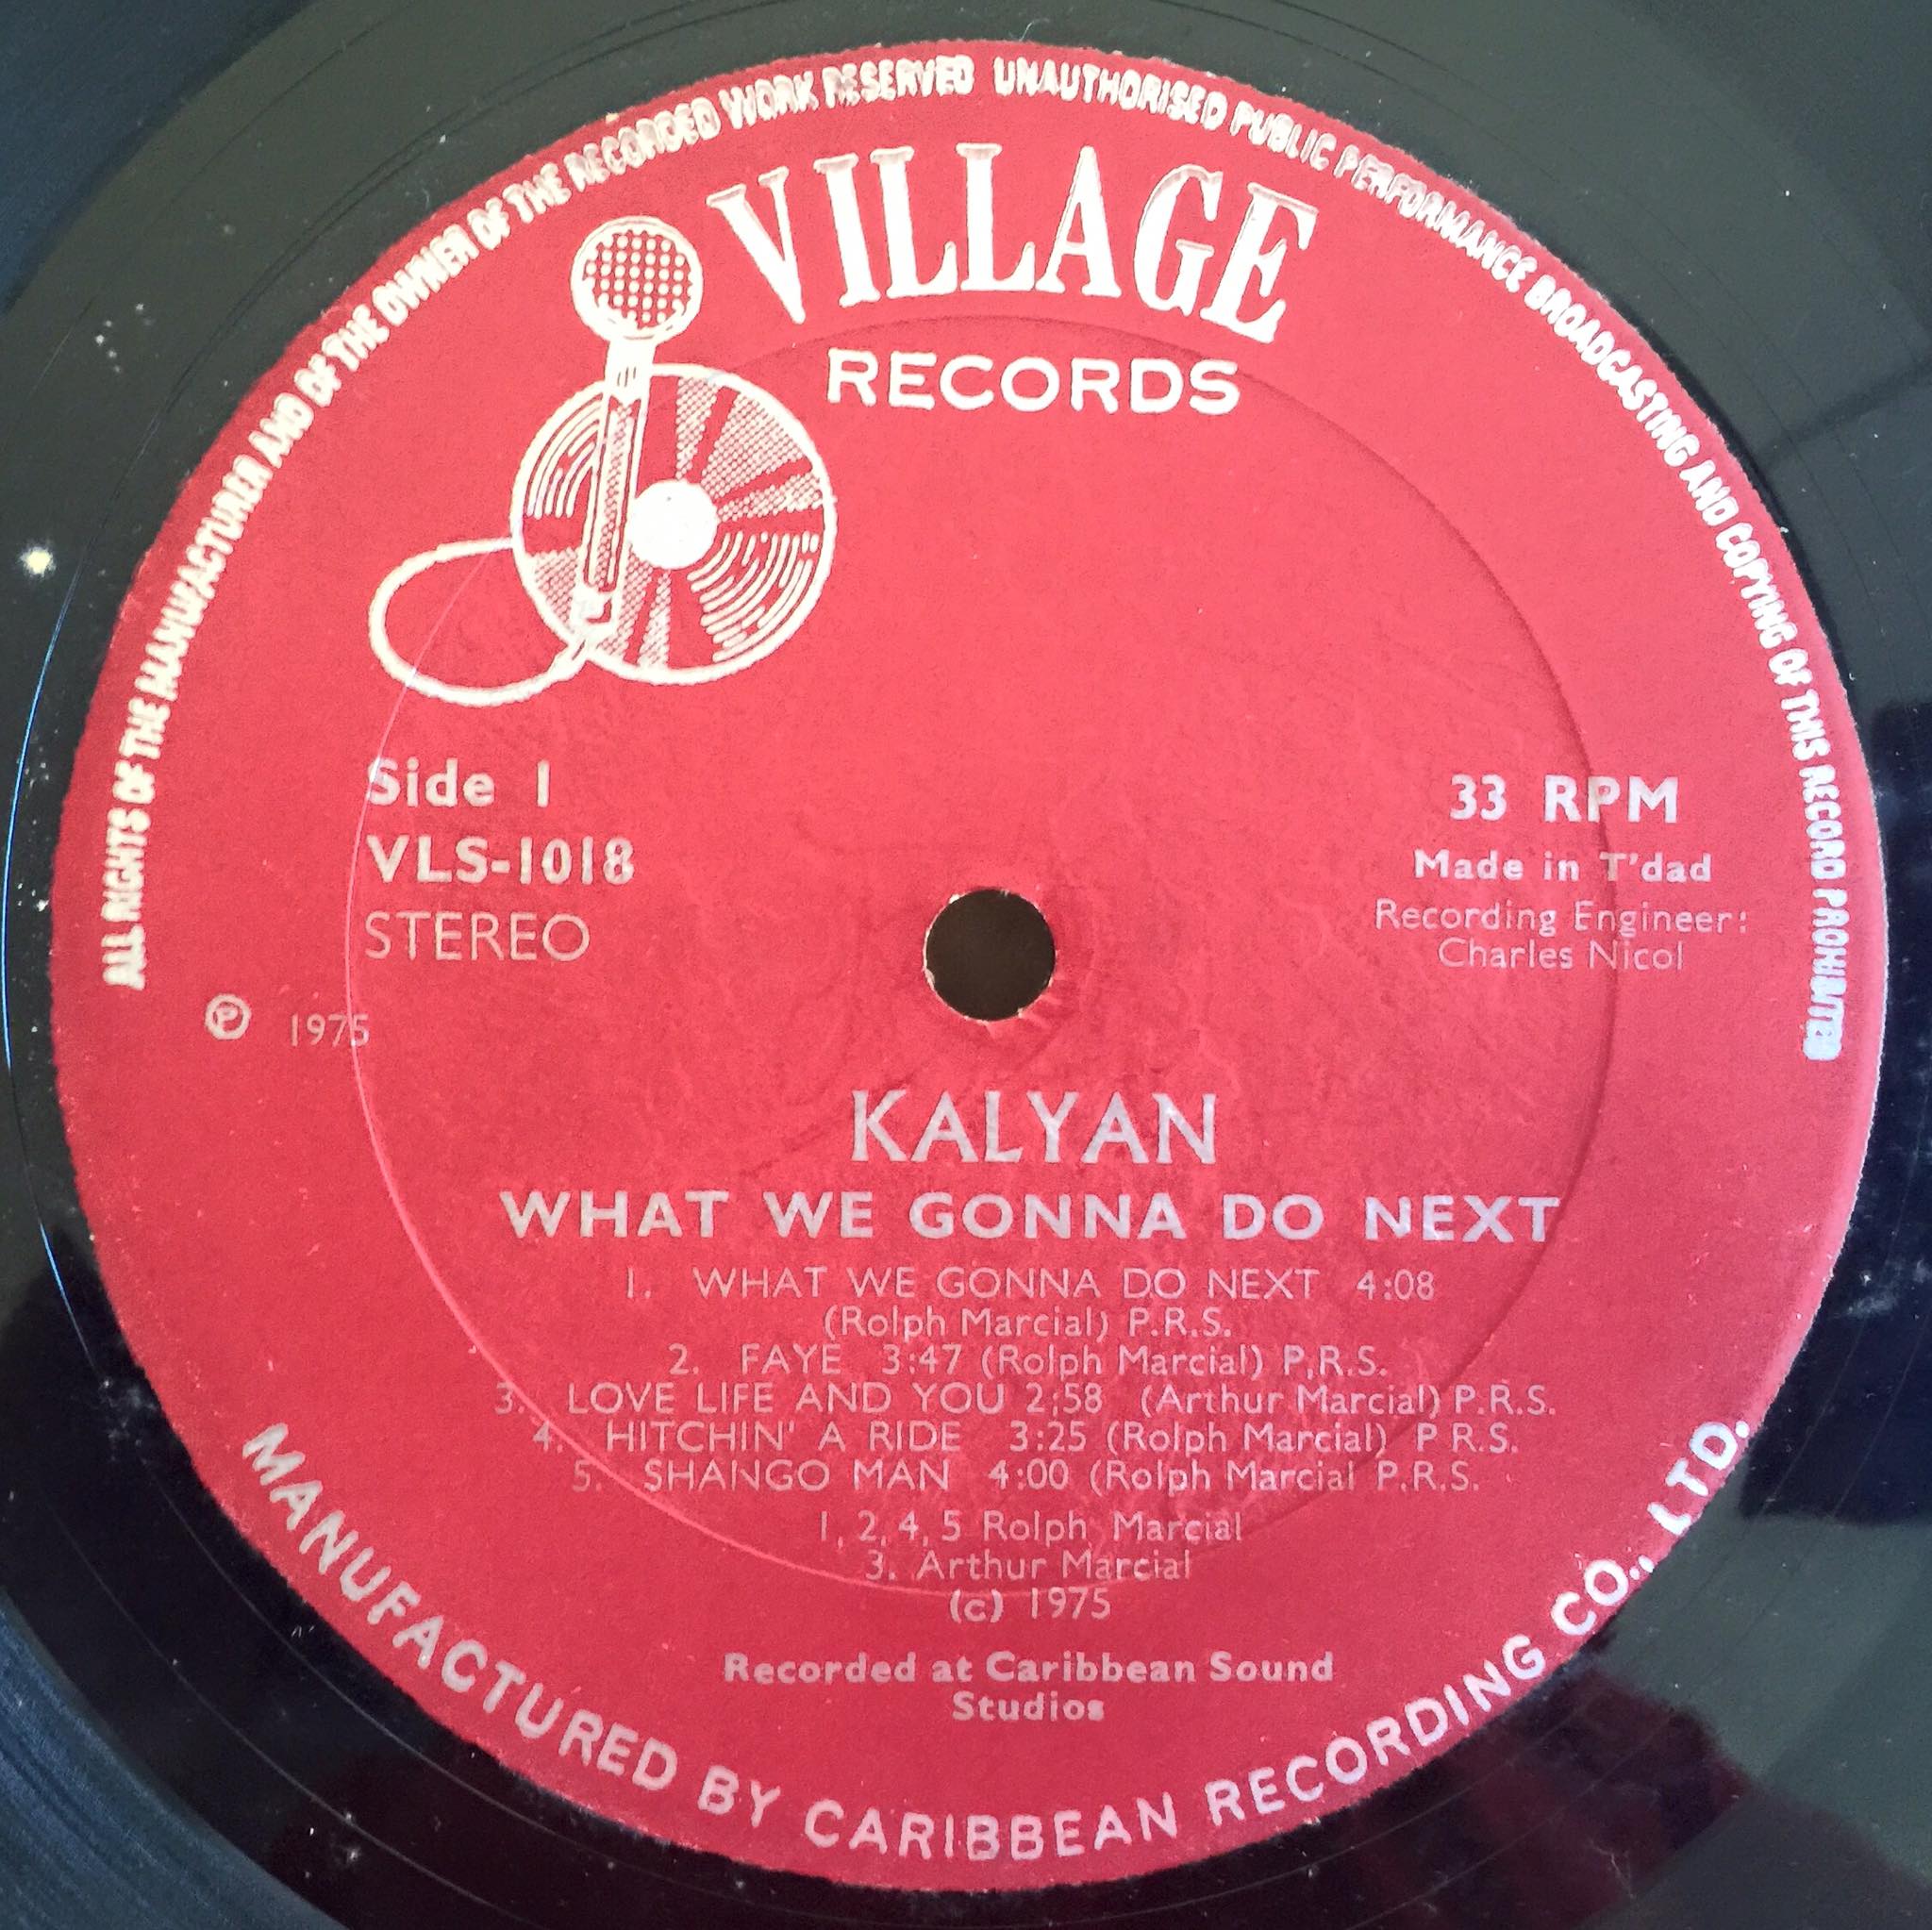 ALL RIGHTS OF THE MANUFACTURER AND OF THE OWNER OF THE RECORDED WORK RESERVED UNAUTHORISED PUBLIC PERFORMANCE BROADCASTING AND COPYING OF THIS RECORD PROHIBITED
VILLAGE
RECORDS
Side 1
VLS-1018
STEREO
℗ 1975
33 RPM
Made in T'dad
Recording Engineer:
Charles Nicol
KALYAN
WHAT WE GONNA DO NEXT
1. WHAT WE GONNA DO NEXT 4:08
(Rolph Marcial) P.R.S.
2. FAYE 3:47 (Rolph Marcial) P.R.S.
3. LOVE LIFE AND YOU 2;58 (Arthur Marcial) P.R.S.
4. HITCHIN' A RIDE 3:25 (Rolph Marcial) P R.S.
5. SHANGO MAN 4:00 (Rolph Marcial P.R.S.
1, 2, 4, 5 Rolph Marcial
3. Arthur Marcial
(c) 1975
Recorded at Caribbean Sound
Studios
MANUFACTURED BY CARIBBEAN RECORDING CO., LTD.